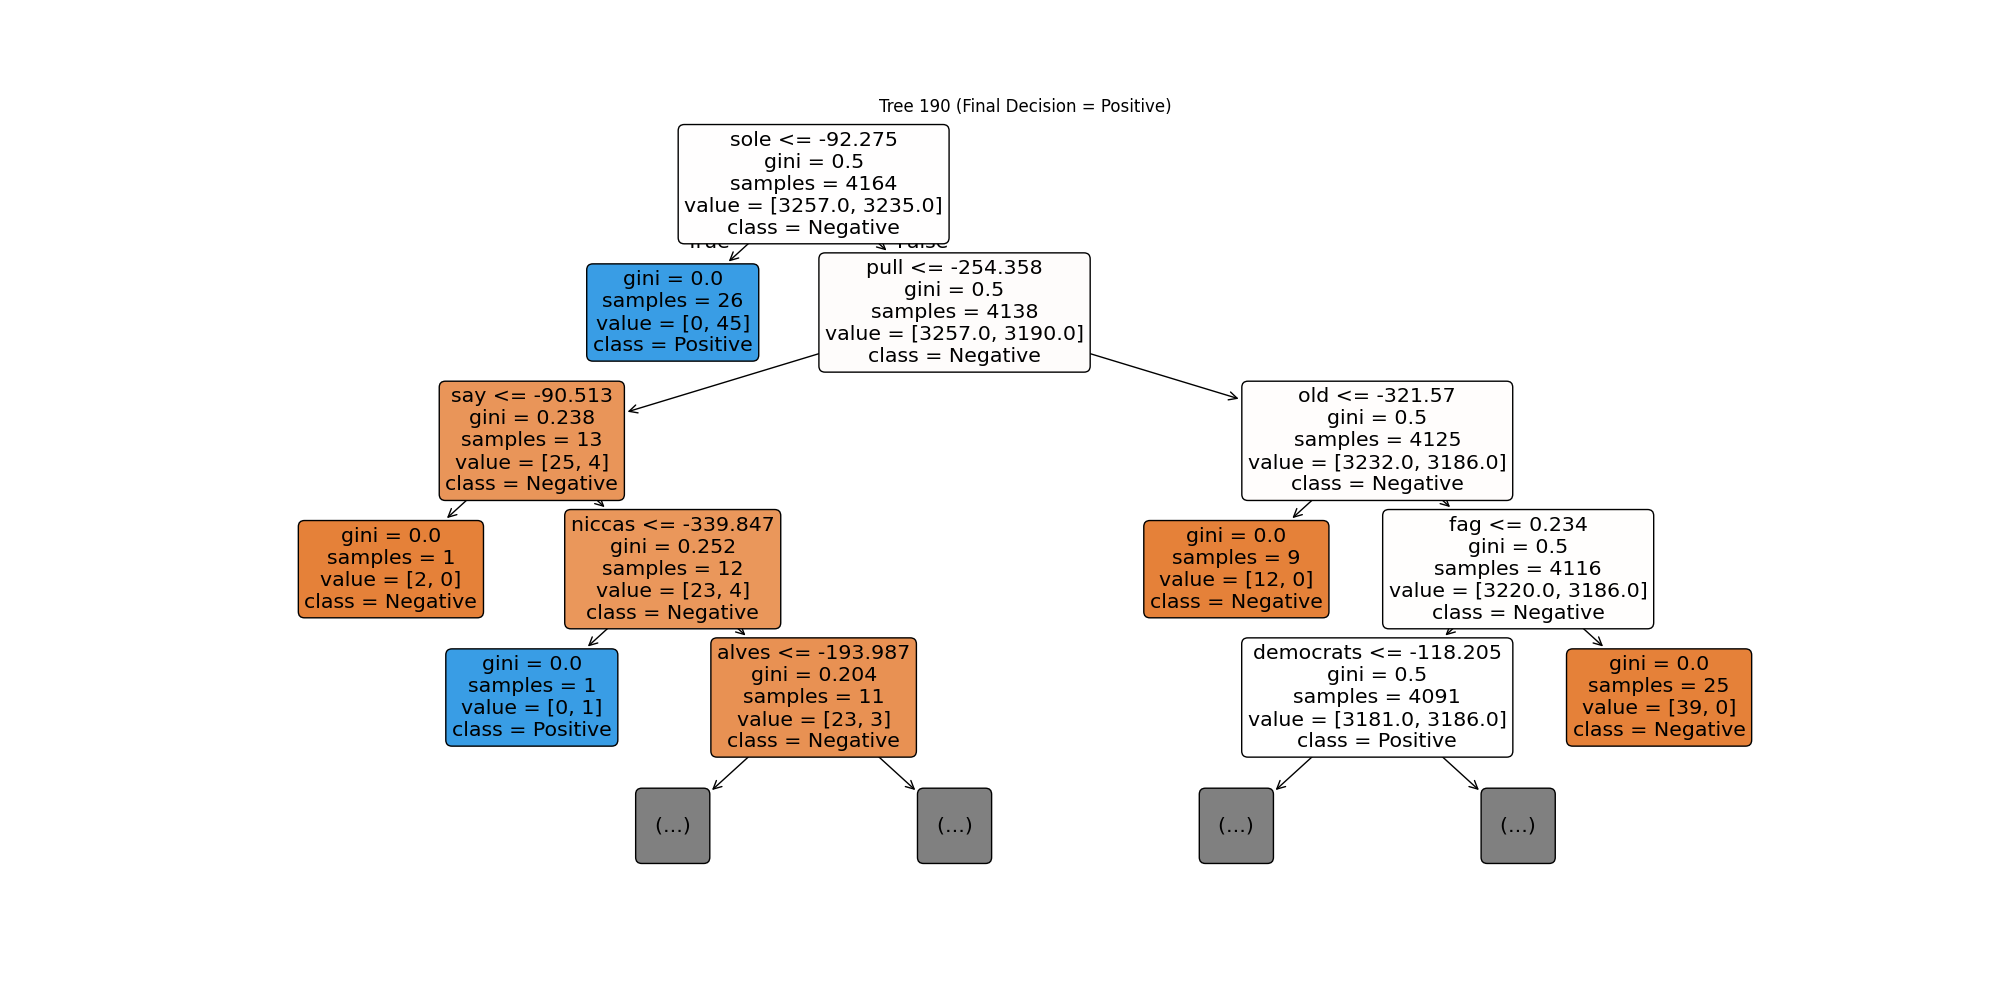 Tree 190 (Final Decision = Positive)
sole <= -92.275
gini = 0.5
samples = 4164
value = [3257.0, 3235.0]
class = Negative
True
False
gini = 0.0
samples = 26
value = [0, 45]
class = Positive
pull <= -254.358
gini = 0.5
samples = 4138
value = [3257.0, 3190.0]
class = Negative
say <= -90.513
gini = 0.238
samples = 13
value = [25, 4]
class = Negative
old <= -321.57
gini = 0.5
samples = 4125
value = [3232.0, 3186.0]
class = Negative
gini = 0.0
samples = 1
value = [2, 0]
class = Negative
niccas <= -339.847
gini = 0.252
samples = 12
value = [23, 4]
class = Negative
gini = 0.0
samples = 9
value = [12, 0]
class = Negative
fag <= 0.234
gini = 0.5
samples = 4116
value = [3220.0, 3186.0]
class = Negative
gini = 0.0
samples = 1
value = [0, 1]
class = Positive
alves <= -193.987
gini = 0.204
samples = 11
value = [23, 3]
class = Negative
democrats <= -118.205
gini = 0.5
samples = 4091
value = [3181.0, 3186.0]
class = Positive
gini = 0.0
samples = 25
value = [39, 0]
class = Negative
(...)
(...)
(...)
(...)